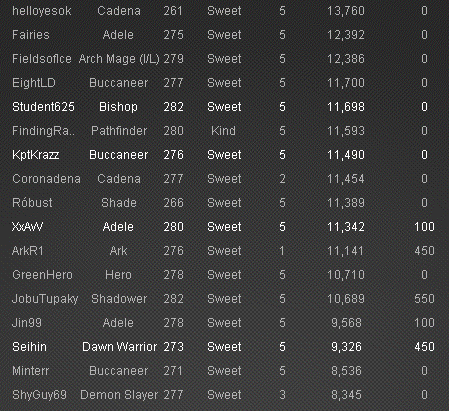 helloyesok Cadena 261 Sweet 5 13,760 0
Fairies Adele 275 Sweet 5 12,392 0
FieldsofIce Arch Mage (I/L) 279 Sweet 5 12,386 0
EightLD Buccaneer 277 Sweet 5 11,700 0
Student625 Bishop 282 Sweet 5 11,698 0
FindingRa.. Pathfinder 280 Kind 5 11,593 0
KptKrazz Buccaneer 276 Sweet 5 11,490 0
Coronadena Cadena 277 Sweet 2 11,454 0
Róbust Shade 266 Sweet 5 11,389 0
XxAvV Adele 280 Sweet 5 11,342 100
ArkR1 Ark 276 Sweet 1 11,141 450
GreenHero Hero 278 Sweet 5 10,710 0
JobuTupaky Shadower 282 Sweet 5 10,689 550
Jin99 Adele 278 Sweet 5 9,568 100
Seihin Dawn Warrior 273 Sweet 5 9,326 450
Minterr Buccaneer 271 Sweet 5 8,536 0
ShyGuy69 Demon Slayer 277 Sweet 3 8,345 0